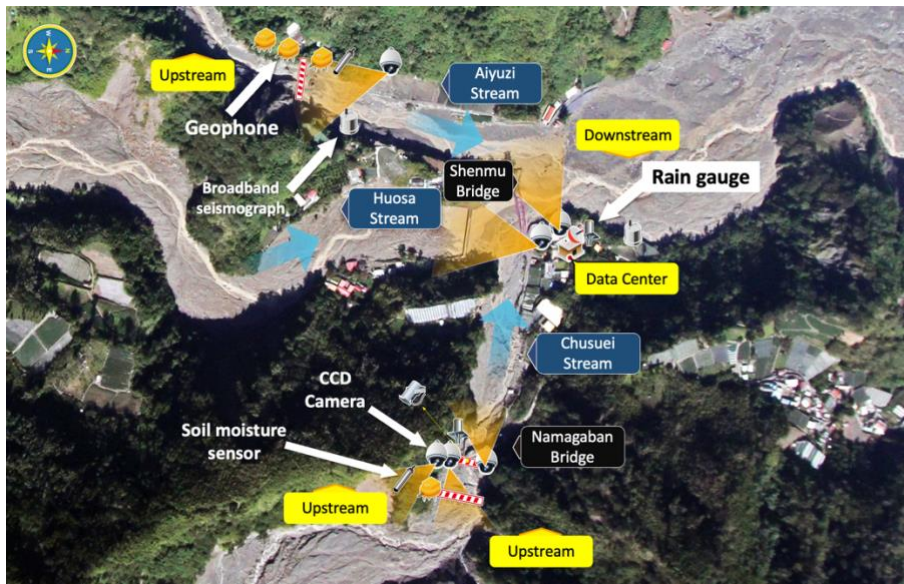 W
S
N
E
Upstream
Geophone
Broadband
seismograph
Aiyuzi
Stream
Downstream
Shenmu
Bridge
Rain gauge
Huosa
Stream
Data Center
Chusuei
Stream
CCD
Camera
Soil moisture
sensor
Namagaban
Bridge
Upstream
Upstream